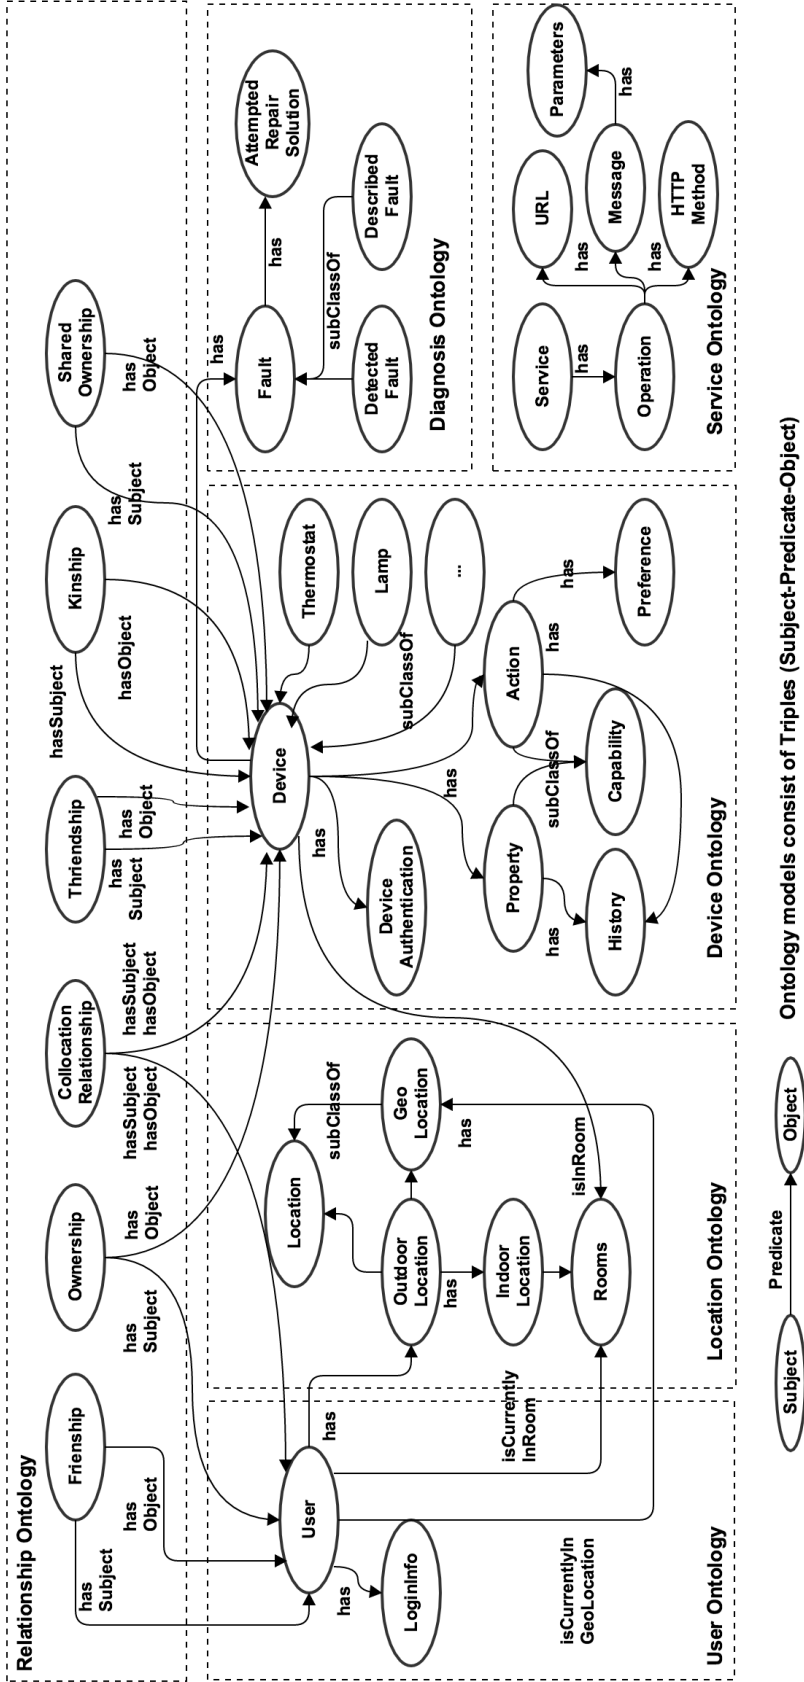 Relationship Ontology
Frienship
Ownership
Collocation
Relationship
Thriendship
Kinship
Shared
Ownership
has
Subject
has
Object
has
Subject
has
Object
hasSubject
hasObject
hasSubject
hasObject
has
Subject
has
Object
hasSubject
hasObject
has
Subject
has
Object
User
has
LoginInfo
has
isCurrently
InRoom
isCurrentlyIn
GeoLocation
User Ontology
Location
subClassOf
Outdoor
Location
Geo
Location
has
has
Indoor
Location
Rooms
isInRoom
Location Ontology
Device
has
Device
Authentication
Thermostat
Lamp
...
subClassOf
has
Property
Action
has
has
has
subClassOf
History
Capability
Preference
Device Ontology
has
Fault
has
Attempted
Repair
Solution
subClassOf
Detected
Fault
Described
Fault
Diagnosis Ontology
Service
has
Operation
has
has
URL
Message
HTTP
Method
has
Parameters
Service Ontology
Subject
Predicate
Object
Ontology models consist of Triples (Subject-Predicate-Object)